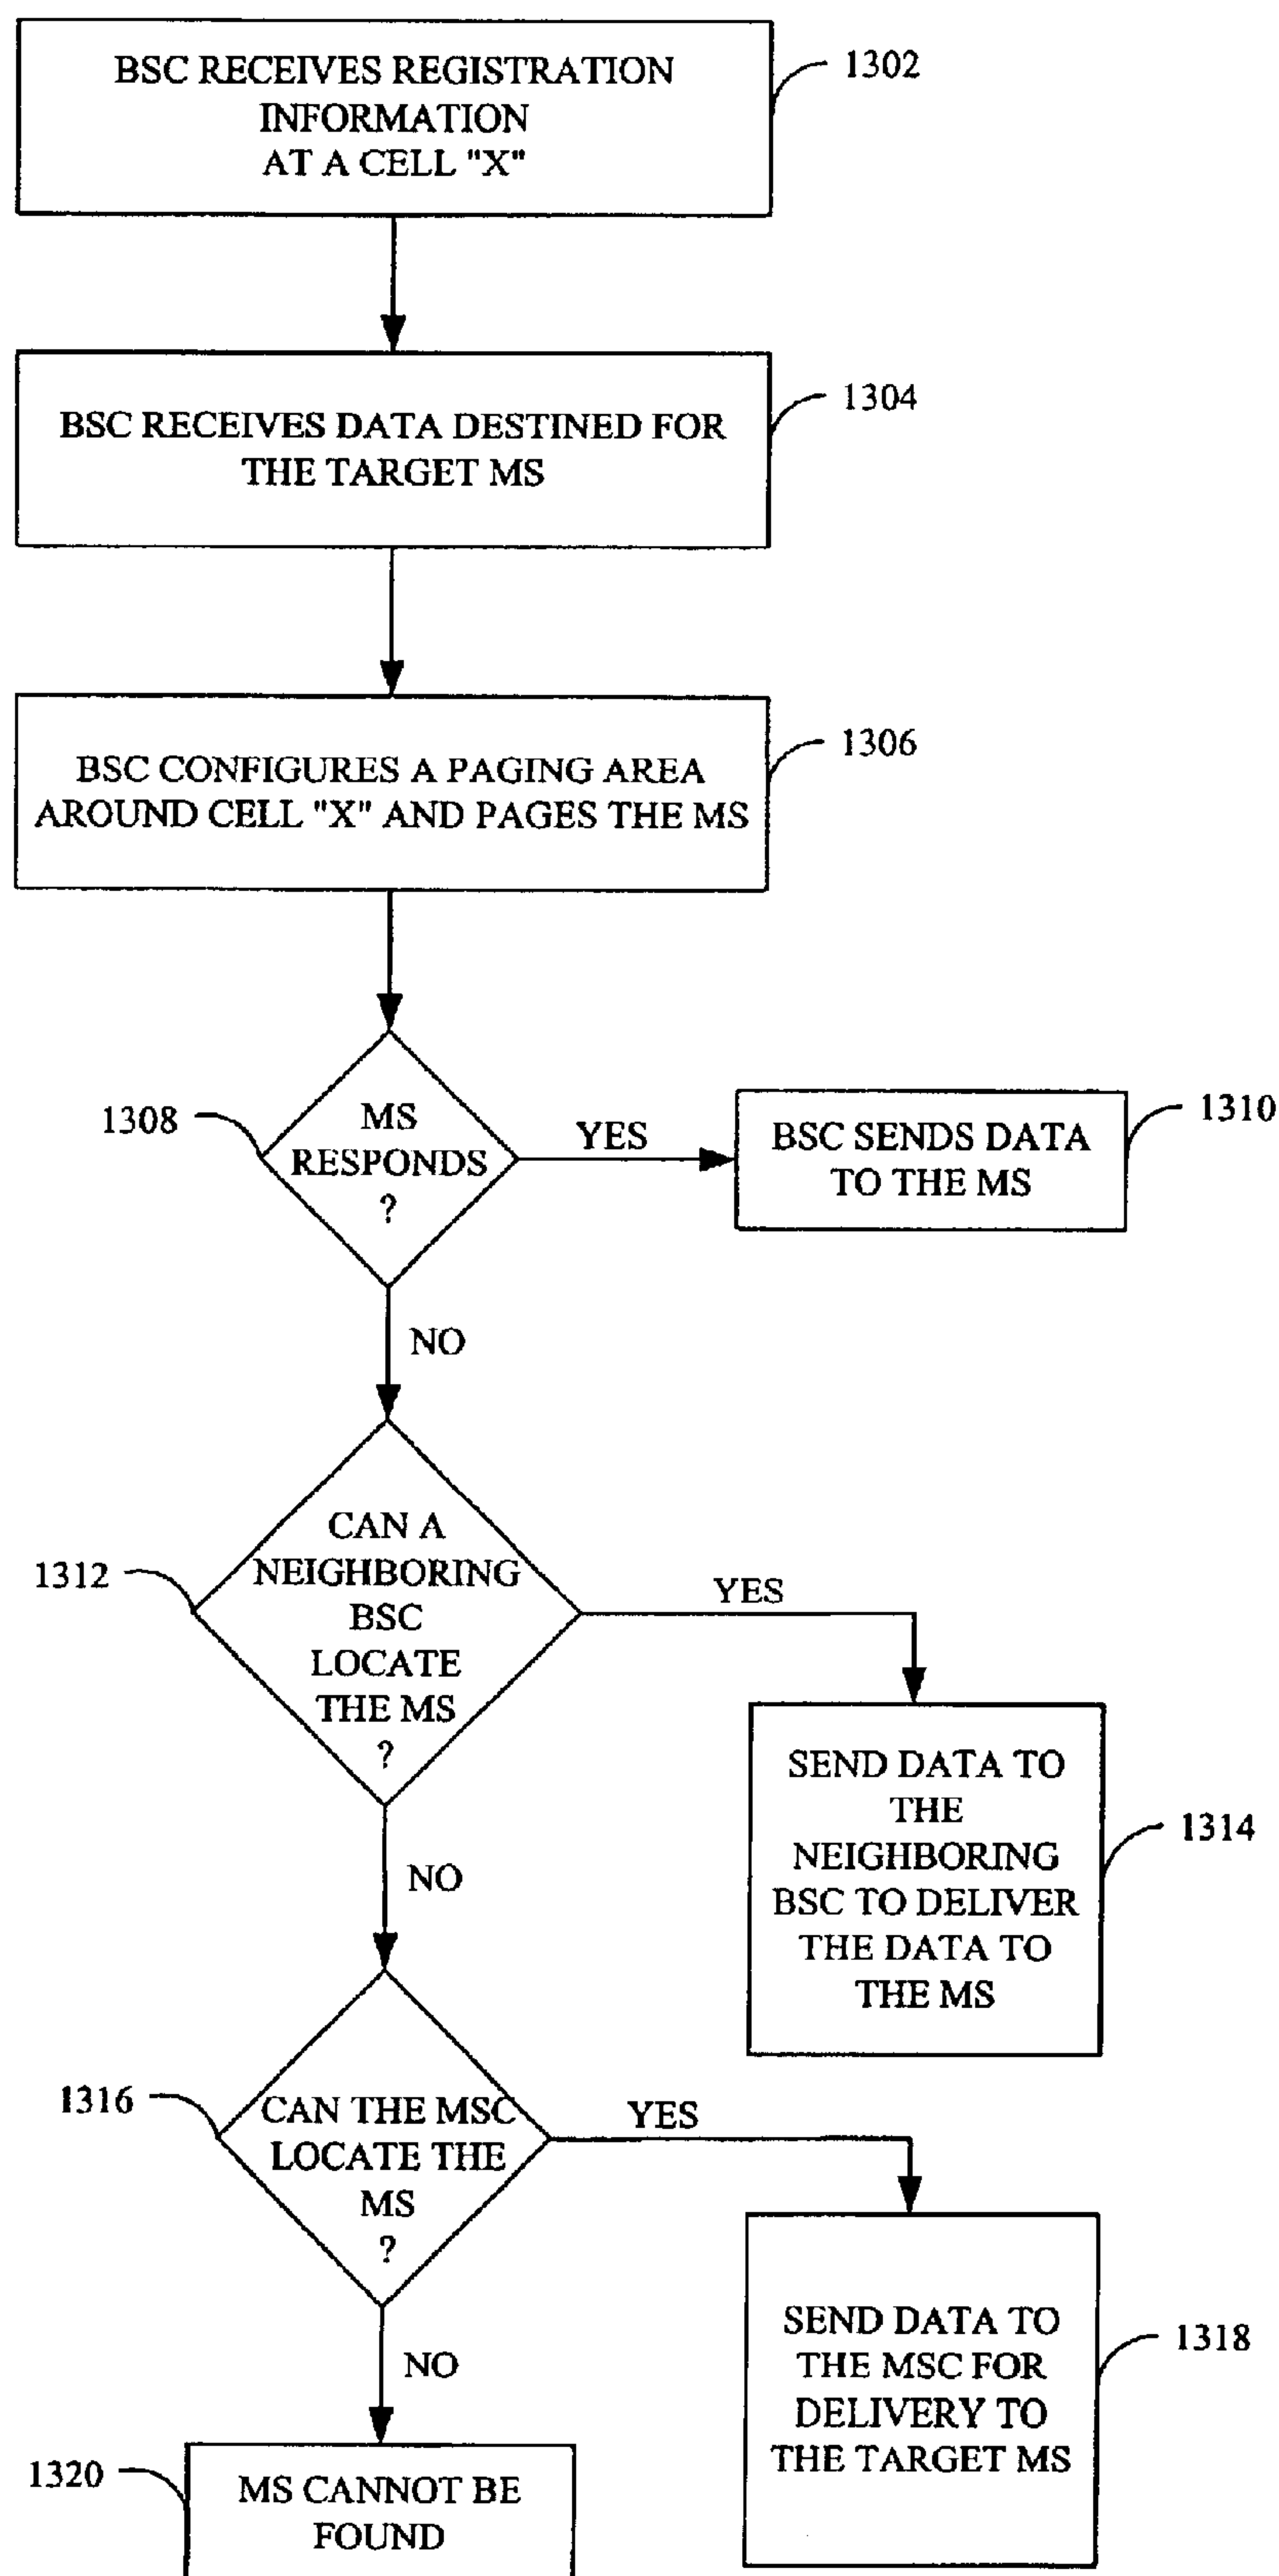 BSC RECEIVES REGISTRATION
INFORMATION
AT A CELL "X"
1302
BSC RECEIVES DATA DESTINED FOR
THE TARGET MS
1304
BSC CONFIGURES A PAGING AREA
AROUND CELL "X" AND PAGES THE MS
1306
1308
MS
RESPONDS
?
YES
BSC SENDS DATA
TO THE MS
1310
NO
1312
CAN A
NEIGHBORING
BSC
LOCATE
THE MS
?
YES
SEND DATA TO
THE
NEIGHBORING
BSC TO DELIVER
THE DATA TO
THE MS
1314
NO
1316
CAN THE MSC
LOCATE THE
MS
?
YES
SEND DATA TO
THE MSC FOR
DELIVERY TO
THE TARGET MS
1318
NO
1320
MS CANNOT BE
FOUND